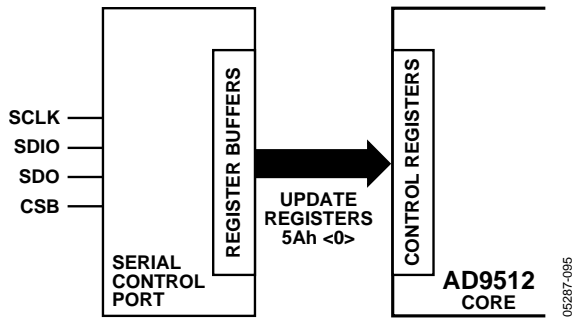 SCLK
SDIO
SDO
CSB
SERIAL
CONTROL
PORT
REGISTER BUFFERS
UPDATE
REGISTERS
5Ah <0>
CONTROL REGISTERS
AD9512
CORE
05287-095